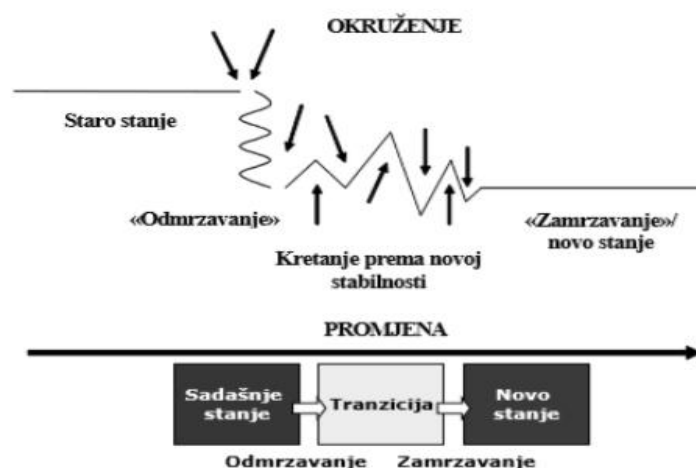 OKRUŽENJE
Staro stanje
«Odmrzavanje»
«Zamrzavanje»/
novo stanje
Kretanje prema novoj
stabilnosti
PROMJENA
Sadašnje
stanje
Tranzicija
Novo
stanje
Odmrzavanje
Zamrzavanje